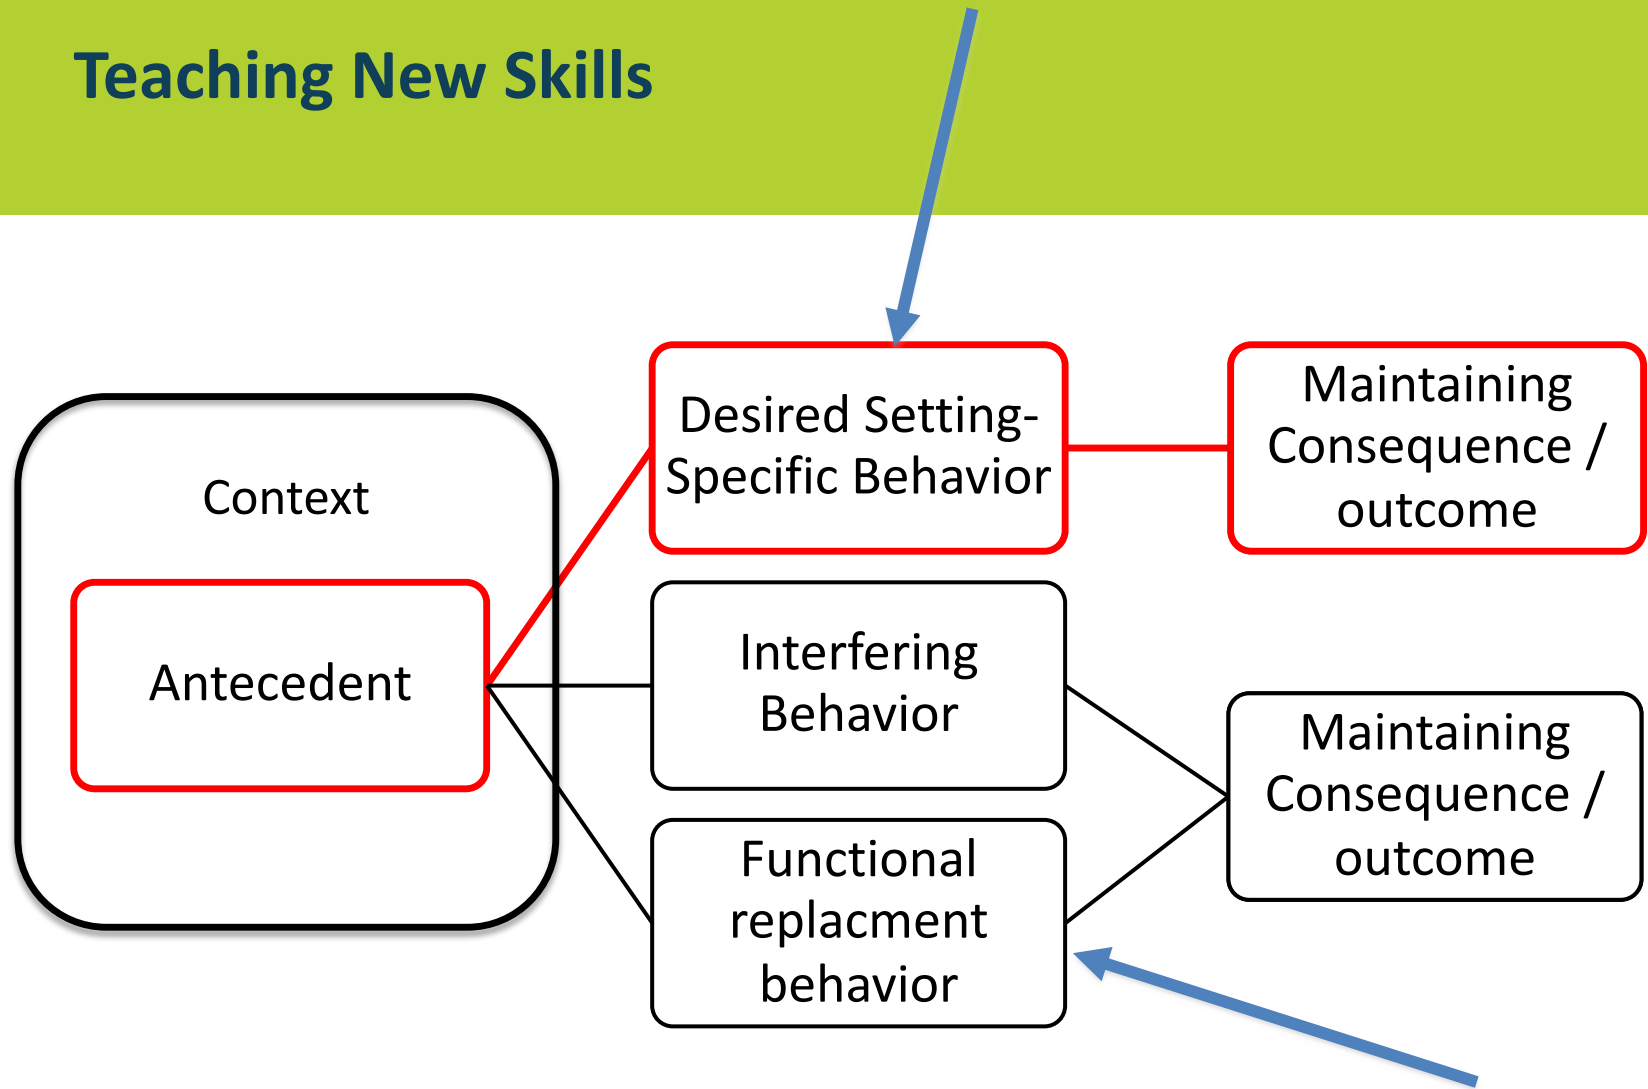 Teaching New Skills
Context
Antecedent
Desired Setting-
Specific Behavior
Maintaining
Consequence /
outcome
Interfering
Behavior
Functional
replacment
behavior
Maintaining
Consequence /
outcome